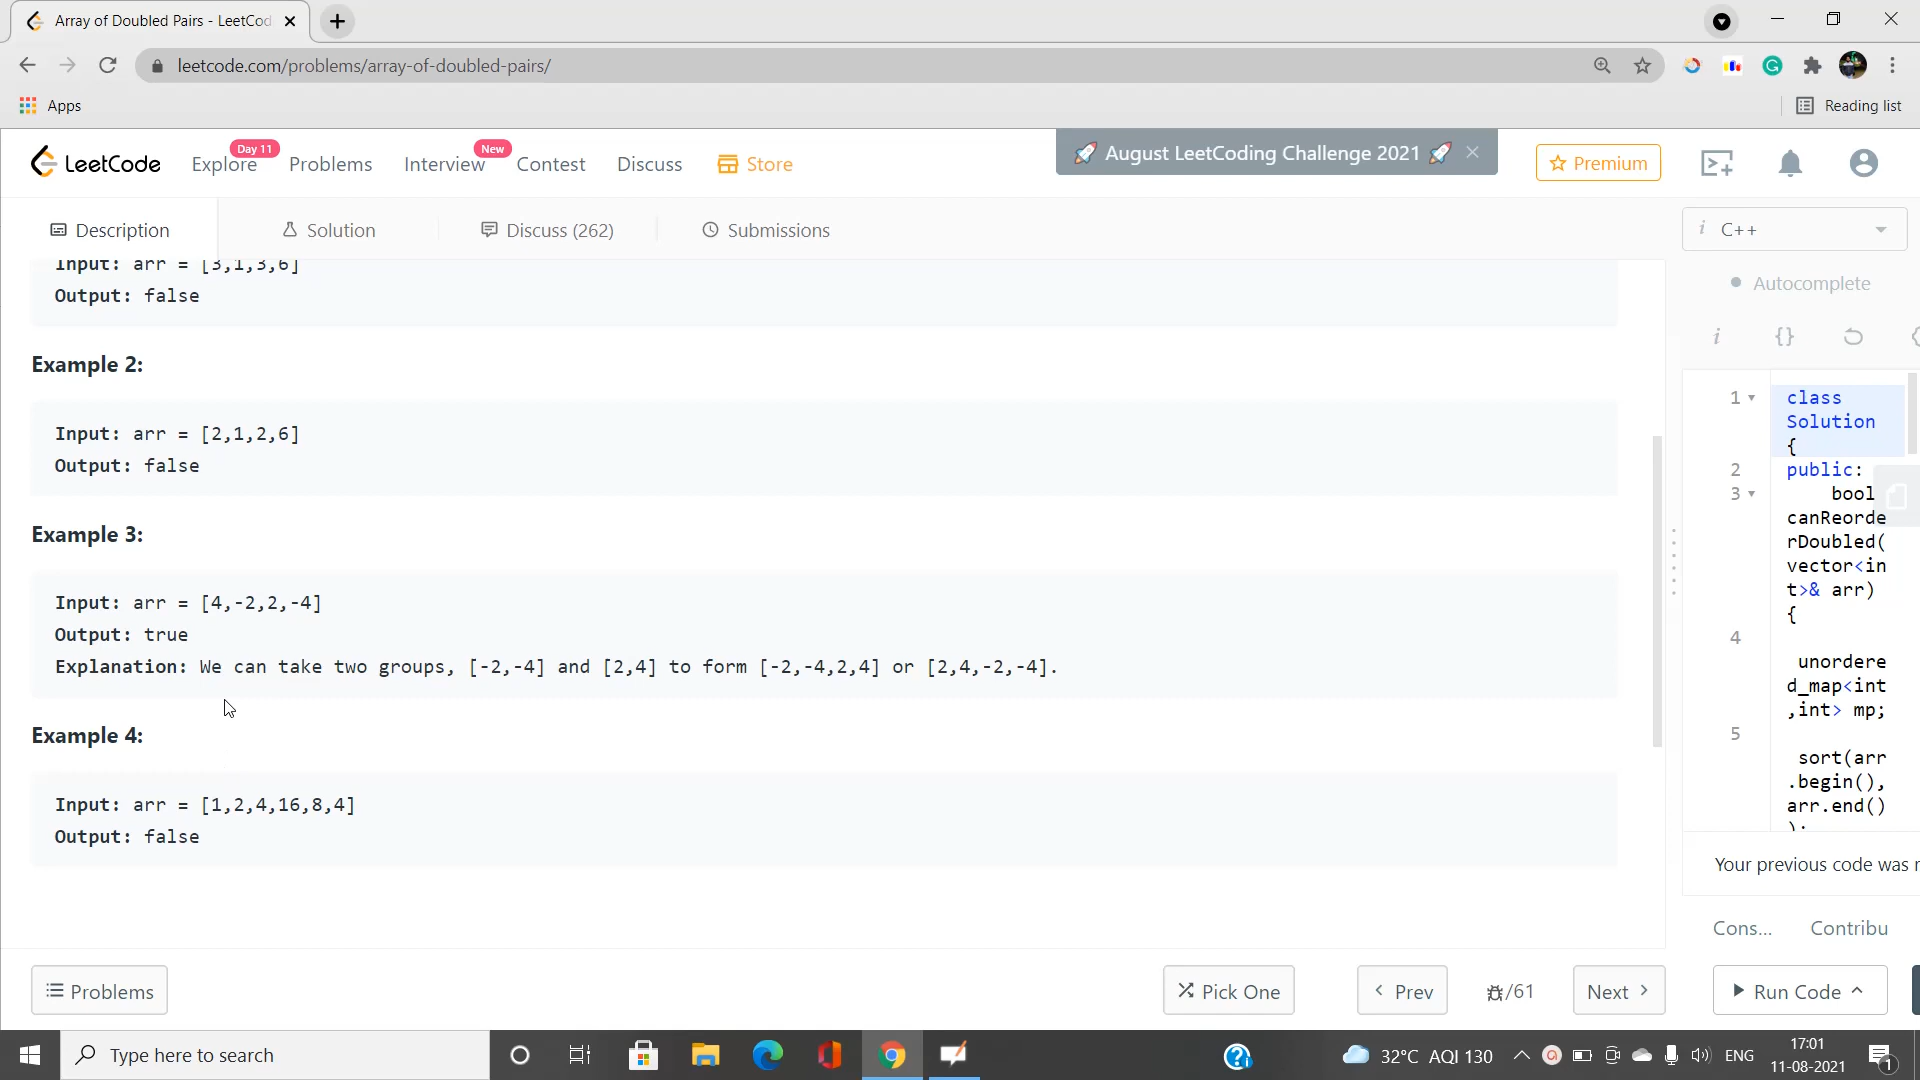 Array of Doubled Pairs - LeetCod
leetcode.com/problems/array-of-doubled-pairs/
Apps
Reading list
LeetCode
Explore
Day 11
Problems
Interview
New
Contest
Discuss
Store
August LeetCoding Challenge 2021
Premium
Description
Solution
Discuss (262)
Submissions
i C++
Autocomplete
Input: arr = [3,1,3,6]
Output: false
Example 2:
Input: arr = [2,1,2,6]
Output: false
Example 3:
Input: arr = [4,-2,2,-4]
Output: true
Explanation: We can take two groups, [-2,-4] and [2,4] to form [-2,-4,2,4] or [2,4,-2,-4].
Example 4:
Input: arr = [1,2,4,16,8,4]
Output: false
i {}
1 class
Solution
{
2 public:
3 bool
canReorde
rDoubled(
vector<in
t>& arr)
{
4
unordere
d_map<int
,int> mp;
5
sort(arr
.begin(),
arr.end()
);
Your previous code was r
Cons...
Contribu
Problems
Pick One
Prev
/61
Next
Run Code
Type here to search
32°C AQI 130
ENG
17:01
11-08-2021
1